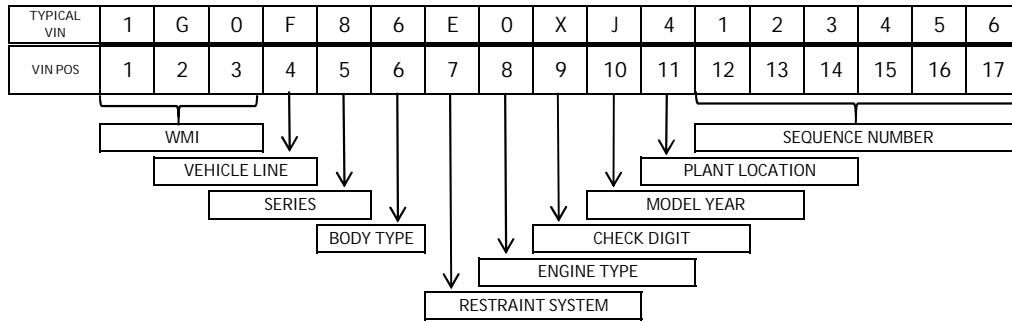 TYPICAL VIN 1 G 0 F 8 6 E 0 X J 4 1 2 3 4 5 6
VIN POS 1 2 3 4 5 6 7 8 9 10 11 12 13 14 15 16 17
WMI SEQUENCE NUMBER
VEHICLE LINE PLANT LOCATION
SERIES MODEL YEAR
BODY TYPE CHECK DIGIT
ENGINE TYPE
RESTRAINT SYSTEM